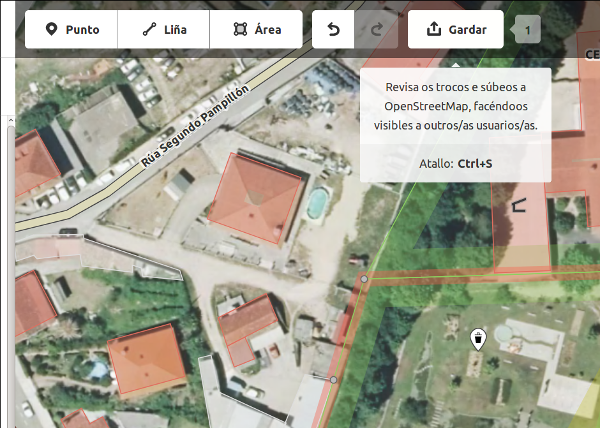 Punto
Liña
Área
Gardar
1
CE
Revisa os trocos e súbeos a
OpenStreetMap, facéndoos
visibles a outros/as usuarios/as.
Atallo: Ctrl+S
Rúa Segundo Pampillón